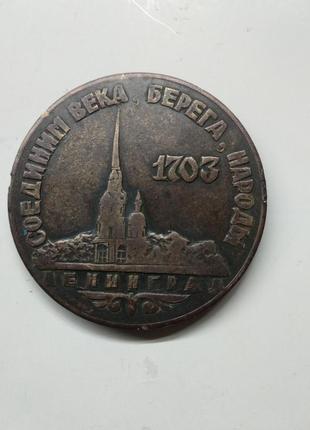 СОЕДИНИМ ВЕКА, БЕРЕГА, НАРОДЫ
1703
ЛЕНИНГРАД